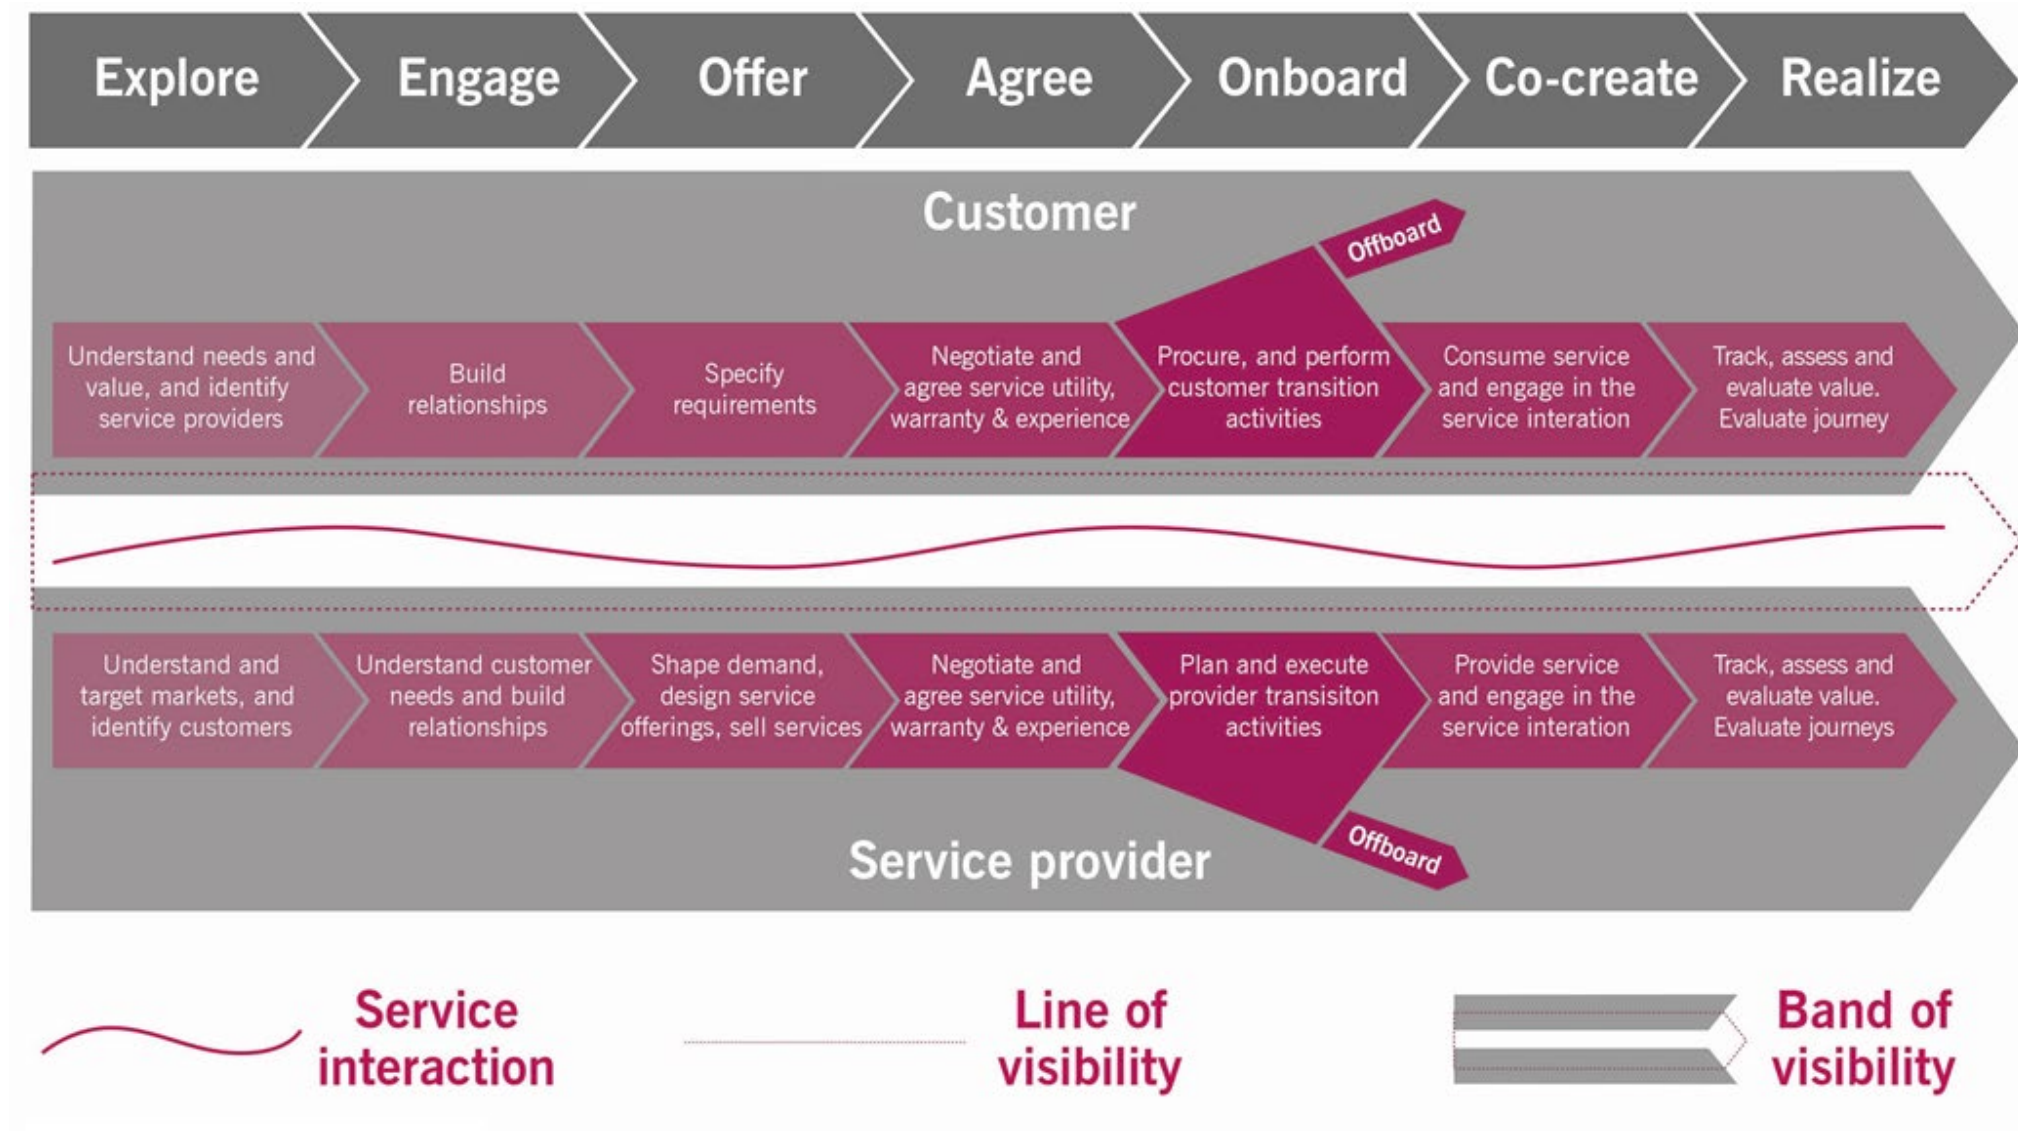 Explore
Engage
Offer
Agree
Onboard
Co-create
Realize
Customer
Offboard
Understand needs and
value, and identify
service providers
Build
relationships
Specify
requirements
Negotiate and
agree service utility,
warranty & experience
Procure, and perform
customer transition
activities
Consume service
and engage in the
service interation
Track, assess and
evaluate value.
Evaluate journey
Understand and
target markets, and
identify customers
Understand customer
needs and build
relationships
Shape demand,
design service
offerings, sell services
Negotiate and
agree service utility,
warranty & experience
Plan and execute
provider transisiton
activities
Provide service
and engage in the
service interation
Track, assess and
evaluate value.
Evaluate journeys
Offboard
Service provider
Service
interaction
Line of
visibility
Band of
visibility